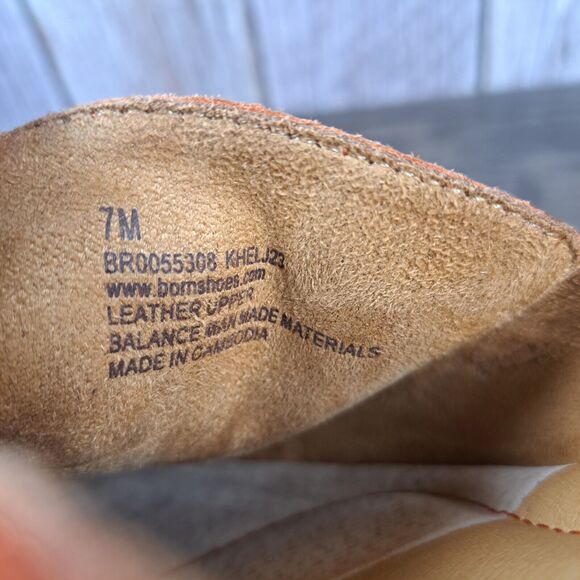 7M
BR0055308 KHELJ23
www.bornshoes.com
LEATHER UPPER
BALANCE MAN MADE MATERIALS
MADE IN CAMBODIA